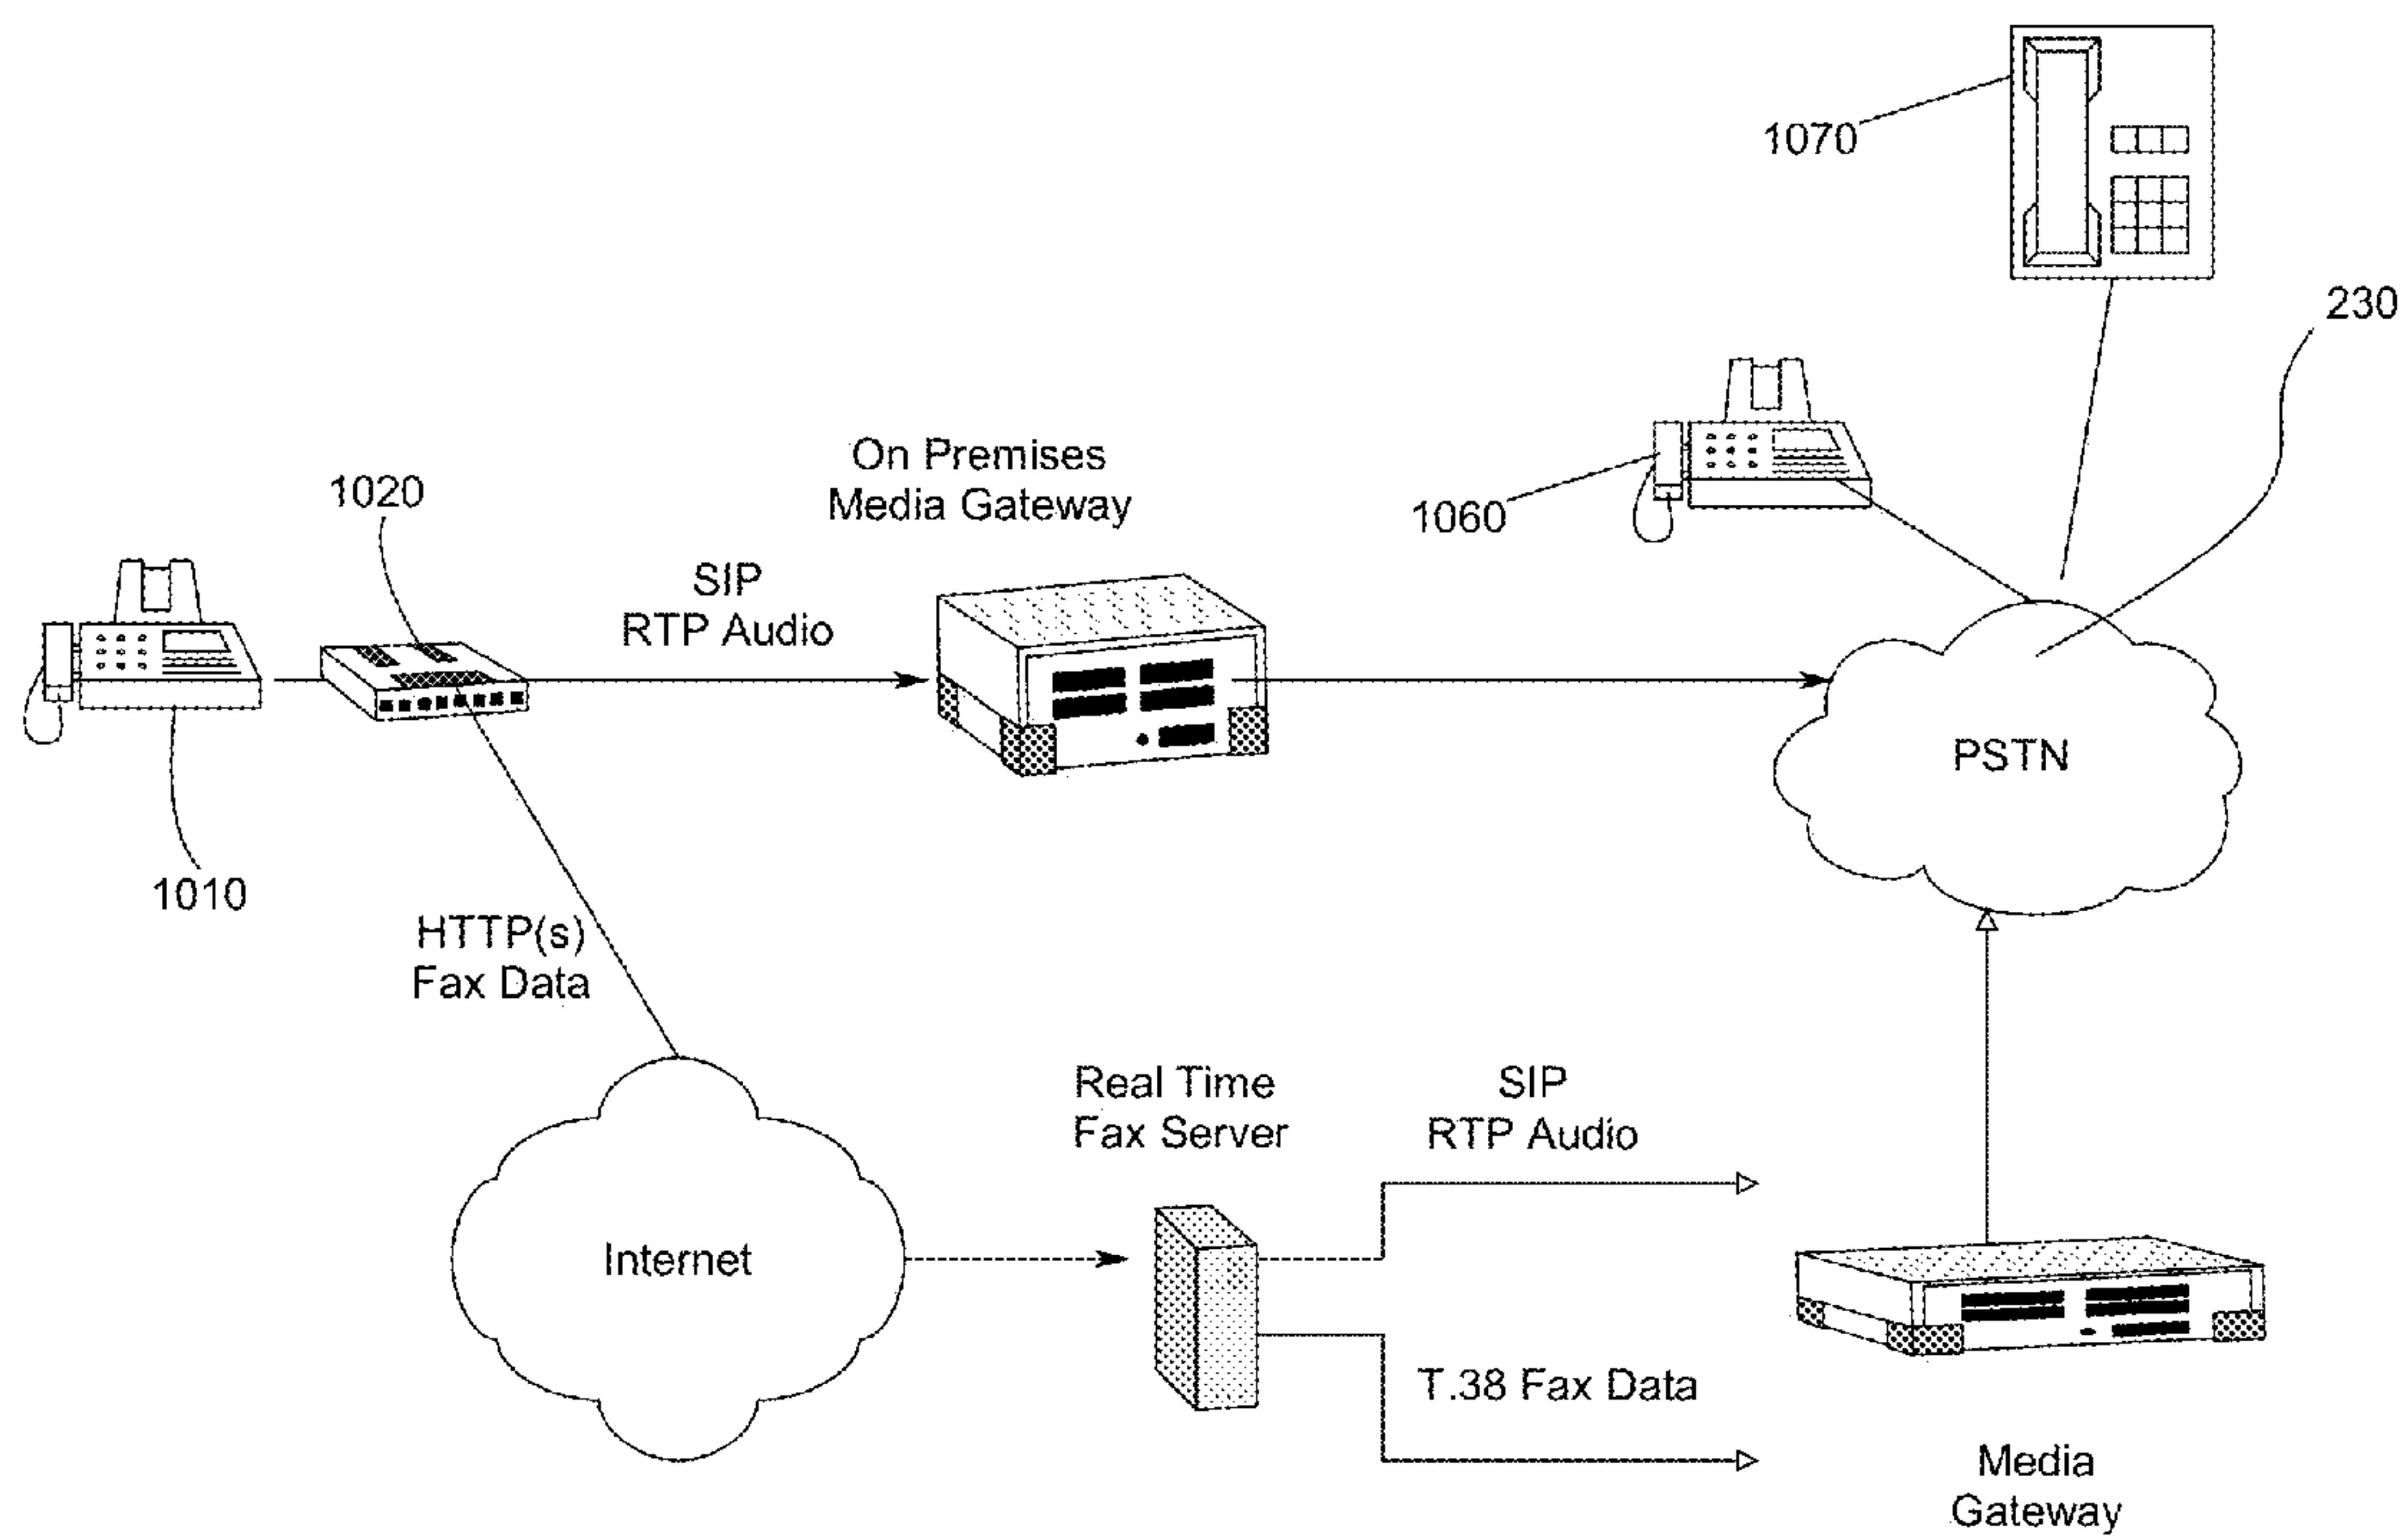 1070
230
On Premises
Media Gateway
1020
1060
SIP
RTP Audio
PSTN
1010
HTTP(s)
Fax Data
Real Time
Fax Server
SIP
RTP Audio
Internet
T.38 Fax Data
Media
Gateway